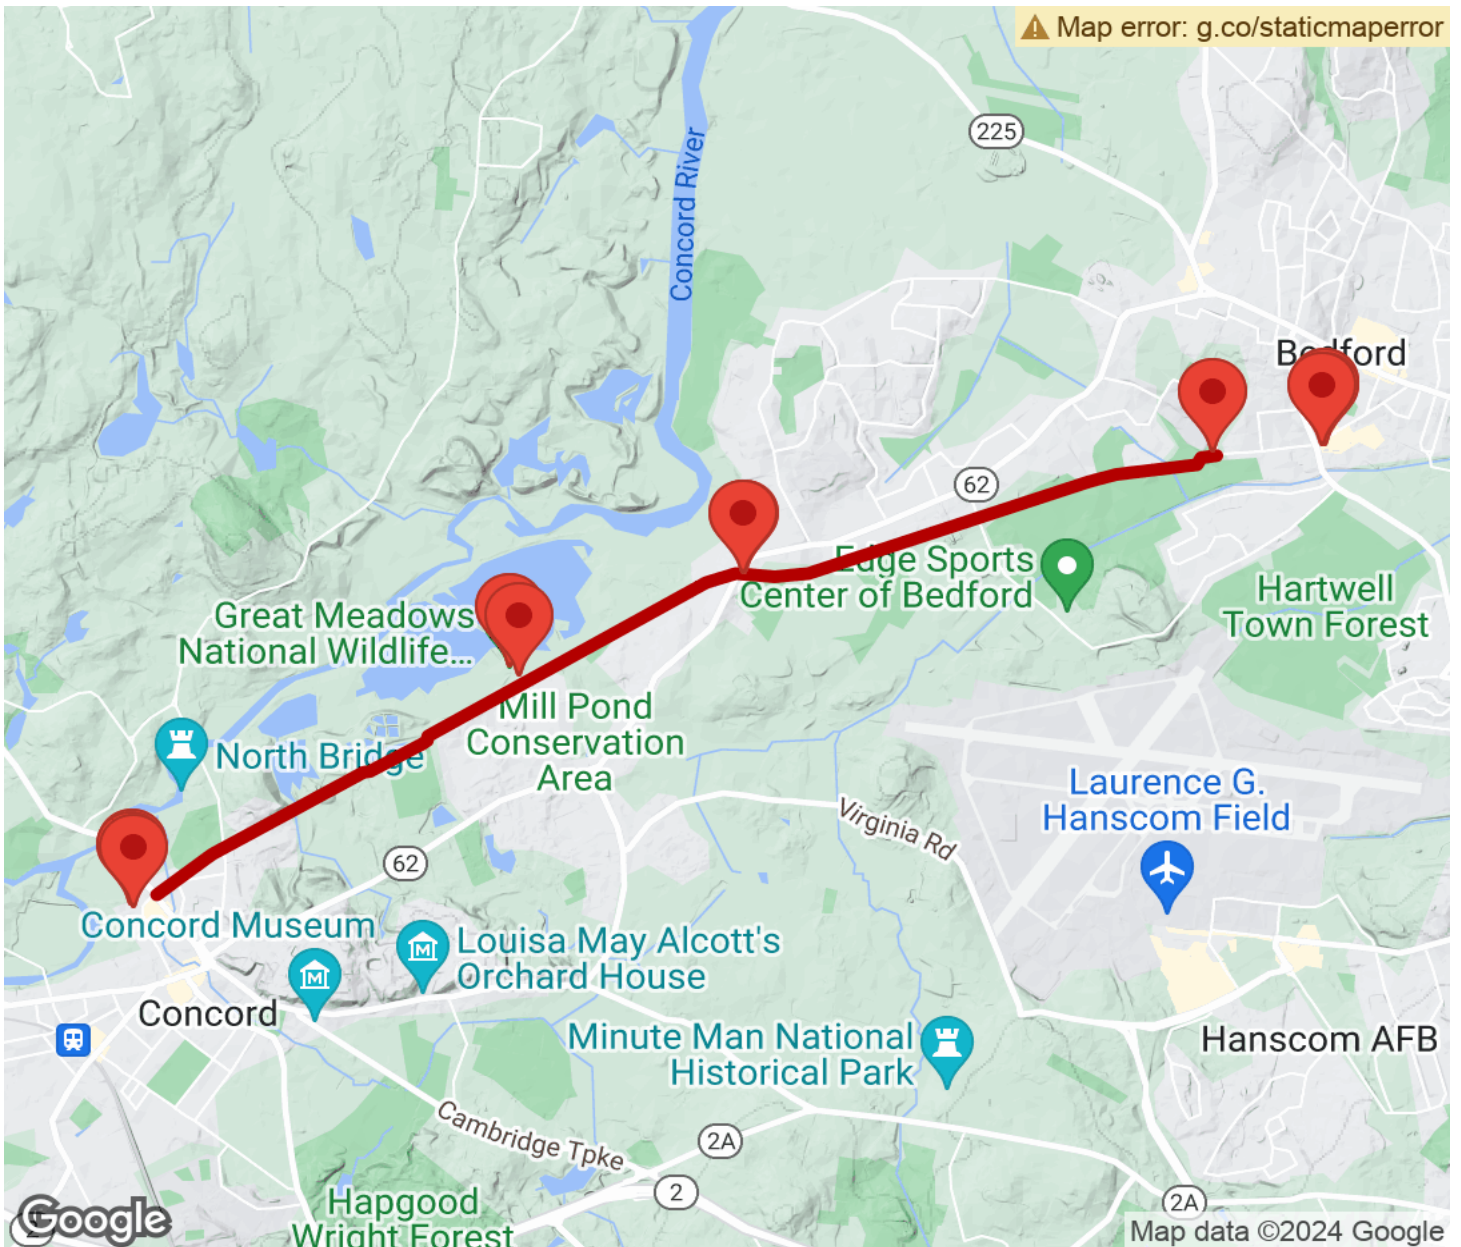 Map error: g.co/staticmaperror
225
Concord River
Bedford
62
Edge Sports
Center of Bedford
Hartwell
Town Forest
Great Meadows
National Wildlife...
Mill Pond
Conservation
Area
North Bridge
Laurence G.
Hanscom Field
Virginia Rd
62
Concord Museum
Louisa May Alcott's
Orchard House
Concord
Minute Man National
Historical Park
Hanscom AFB
Cambridge Tpke
2A
2
2A
Hapgood
Wright Forest
Google
Map data ©2024 Google